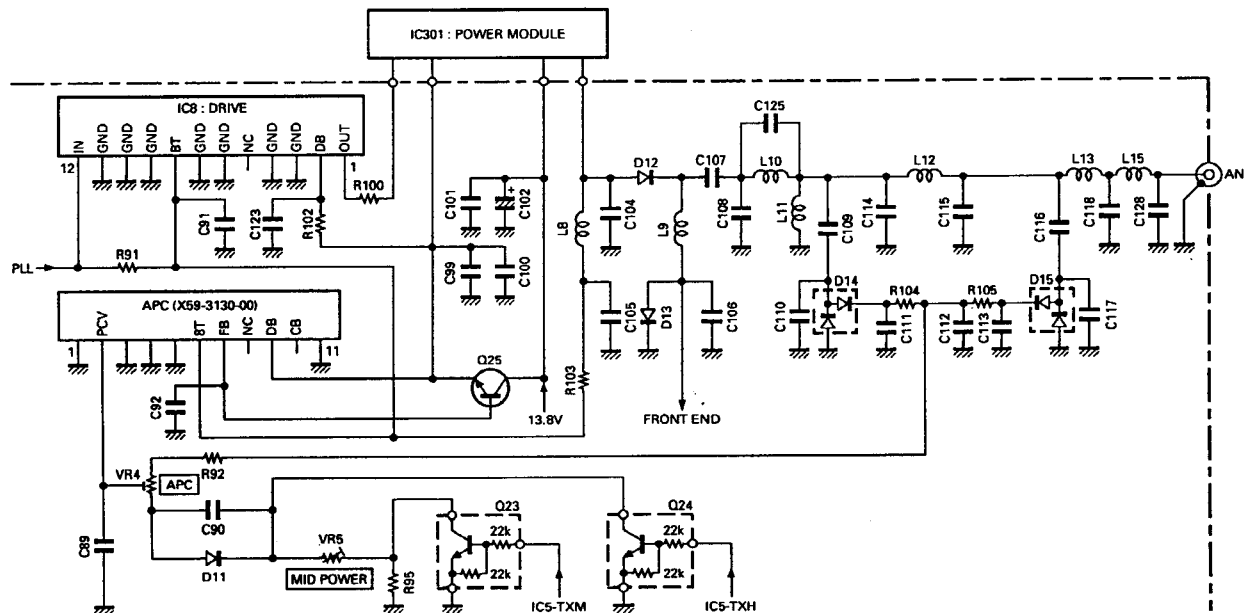 IC301 : POWER MODULE
IC8 : DRIVE
IN
GND
GND
GND
BT
GND
GND
NC
GND
GND
DB
OUT
12
1
R100
C91
C123
R102
C101
C102
+
C99
C100
L8
C104
D12
C107
C125
L10
C108
L9
L11
C109
C114
L12
C115
L13
L15
C116
C118
C128
AN
PLL
R91
APC (X59-3130-00)
PCV
BT
FB
NC
DB
CB
1
11
C92
Q25
13.8V
R103
C105
D13
C106
FRONT END
C110
D14
R104
C111
C112
R105
C113
D15
C117
VR4
APC
R92
C90
C89
D11
VR5
MID POWER
R95
Q23
22k
22k
IC5-TXM
Q24
22k
22k
IC5-TXH